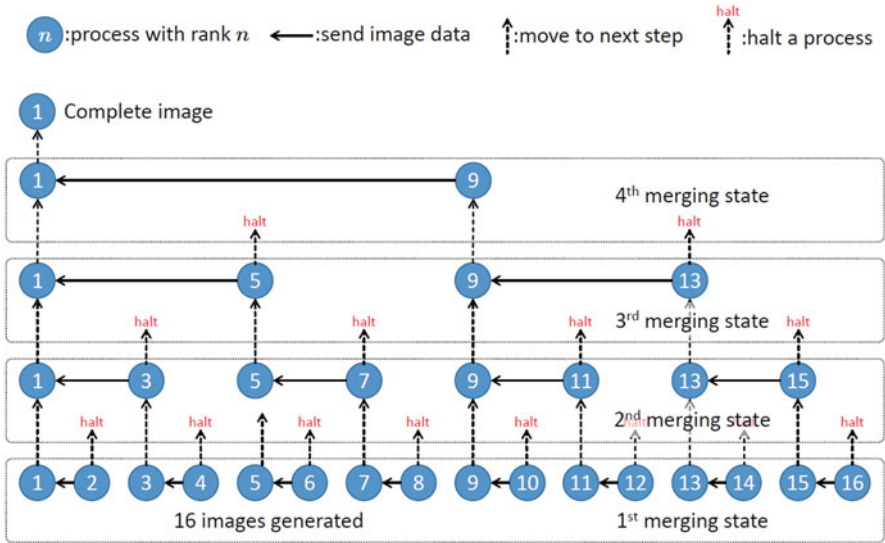 halt
n :process with rank n :send image data :move to next step :halt a process
1 Complete image
1 9
4th merging state
halt halt
1 5 9 13
3rd merging state
halt halt halt halt
1 3 5 7 9 11 13 15
2nd merging state
halt halt halt halt halt halt halt halt
1 2 3 4 5 6 7 8 9 10 11 12 13 14 15 16
16 images generated 1st merging state